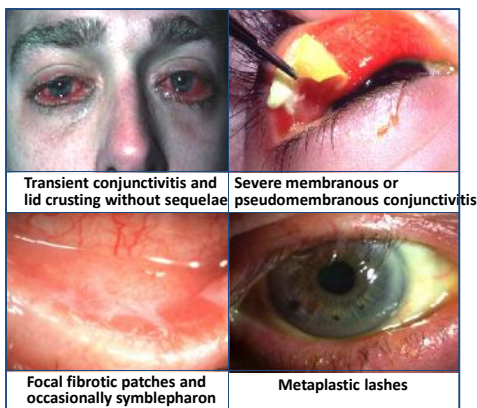 Transient conjunctivitis and
lid crusting without sequelae
Severe membranous or
pseudomembranous conjunctivitis
Focal fibrotic patches and
occasionally symblepharon
Metaplastic lashes